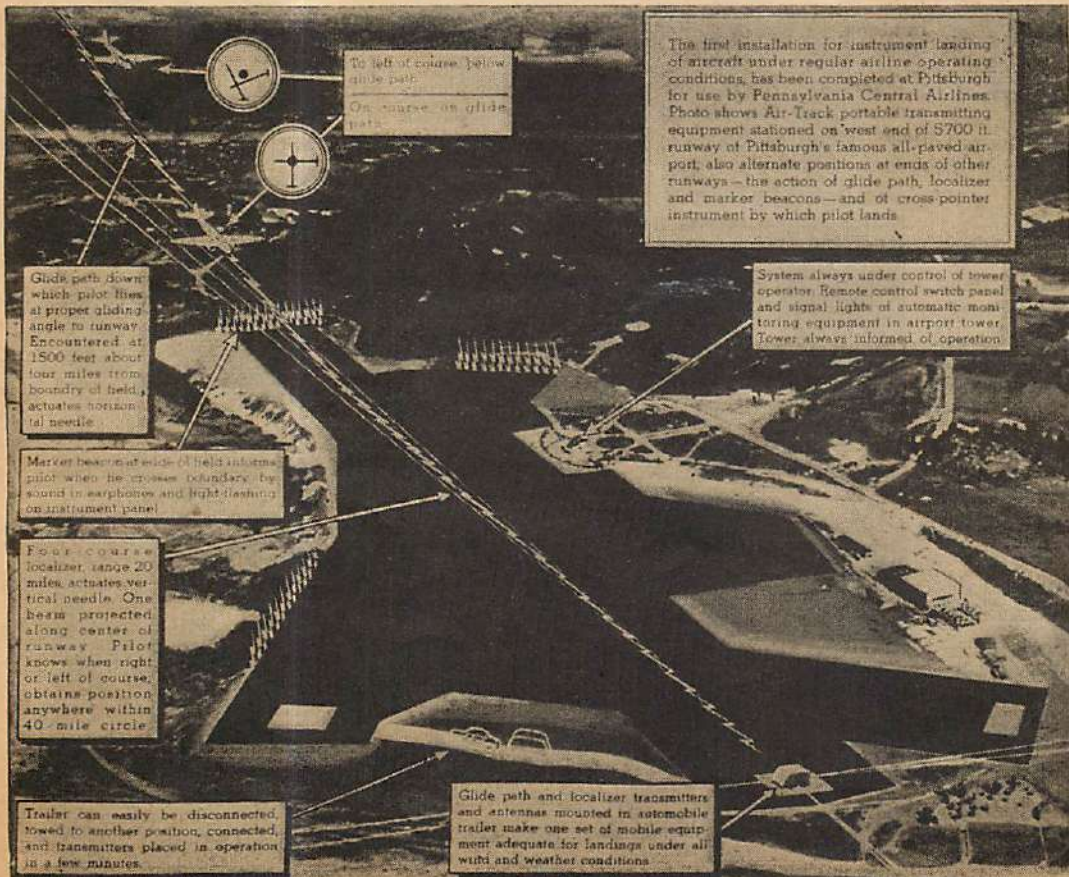 To left of course, below
glide path
On course, on glide
path
The first installation for instrument landing
of aircraft under regular airline operating
conditions, has been completed at Pittsburgh
for use by Pennsylvania Central Airlines.
Photo shows Air-Track portable transmitting
equipment stationed on west end of 5700 ft.
runway of Pittsburgh's famous all-paved air-
port; also alternate positions at ends of other
runways—the action of glide path, localizer
and marker beacons—and of cross-pointer
instrument by which pilot lands
Glide path down
which pilot flies
at proper gliding
angle to runway.
Encountered at
1500 feet about
four miles from
boundry of field,
actuates horizon-
tal needle
System always under control of tower
operator. Remote control switch panel
and signal lights of automatic moni
toring equipment in airport tower.
Tower always informed of operation
Marker beacon at edge of field informs
pilot when he crosses boundary by
sound in earphones and light flashing
on instrument panel
Four-course
localizer, range 20
miles, actuates ver-
tical needle. One
beam projected
along center of
runway. Pilot
knows when right
or left of course,
obtains position
anywhere within
40-mile circle
Trailer can easily be disconnected,
towed to another position, connected,
and transmitters placed in operation
in a few minutes.
Glide path and localizer transmitters
and antennas mounted in automobile
trailer make one set of mobile equip-
ment adequate for landings under all
wind and weather conditions